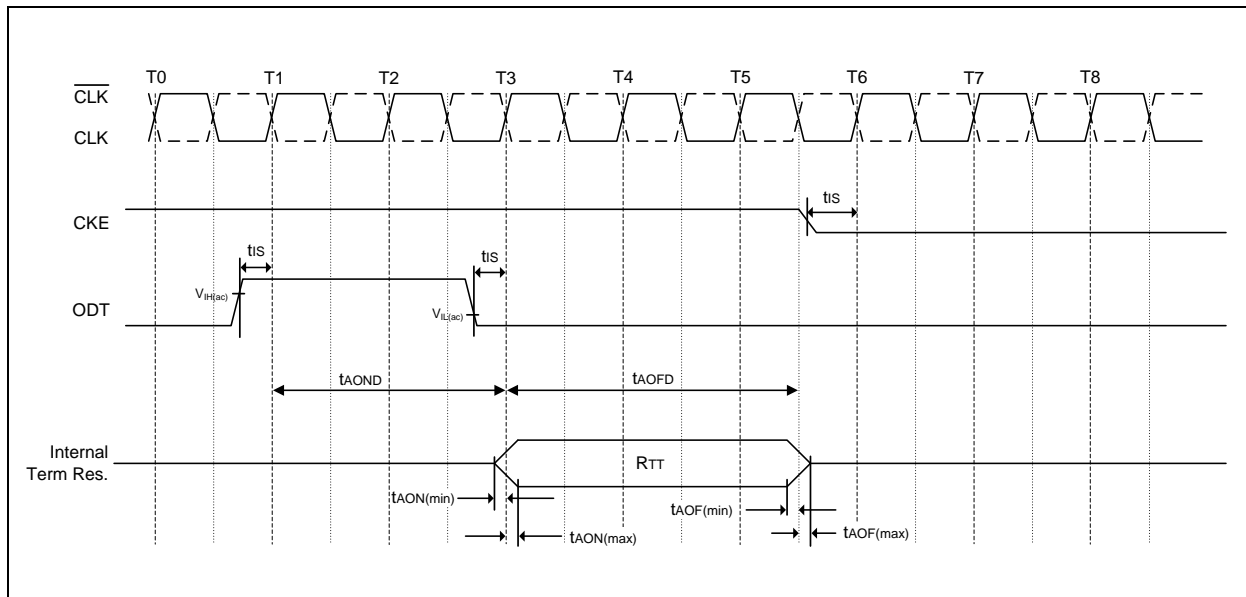 T0 T1 T2 T3 T4 T5 T6 T7 T8
CLK
CLK
tIS
CKE
tIS
tIS
VIH(ac)
ODT
VIL(ac)
tAOND
tAOFD
Internal
Term Res.
RTT
tAON(min)
tAOF(min)
tAON(max)
tAOF(max)